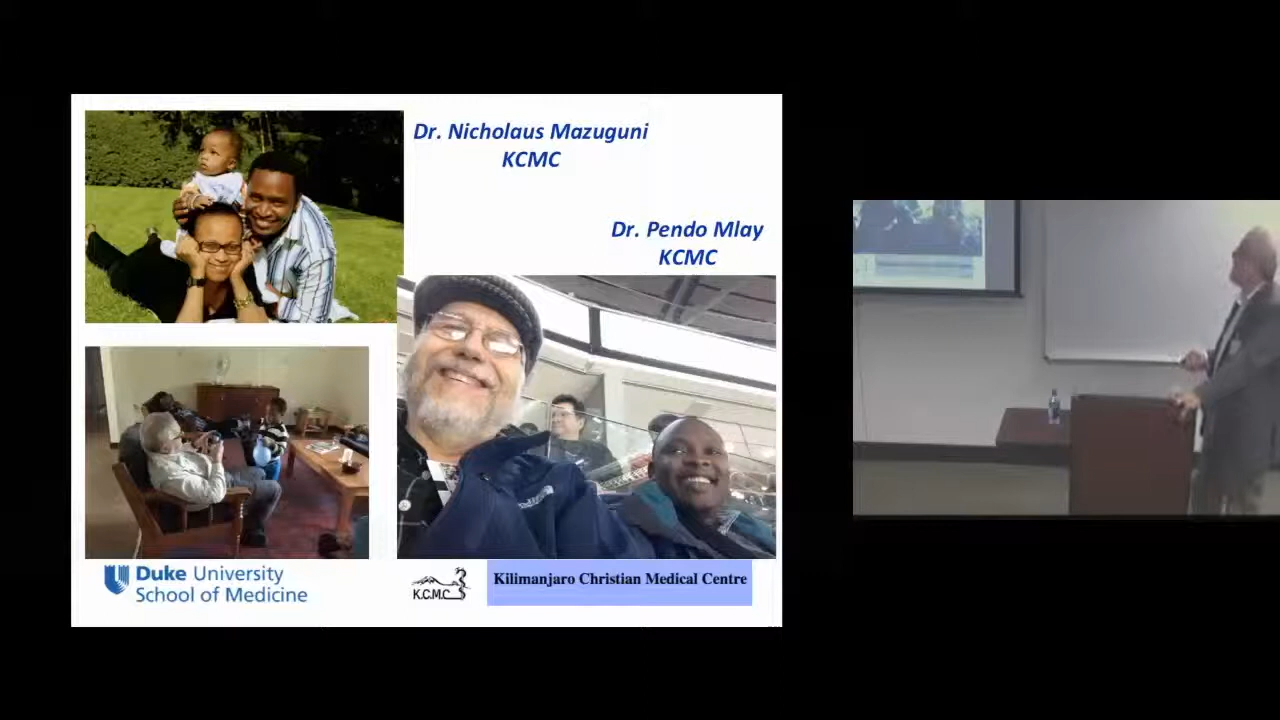 Dr. Nicholaus Mazuguni
KCMC
Dr. Pendo Mlay
KCMC
Duke University
School of Medicine
K.C.M.C
Kilimanjaro Christian Medical Centre